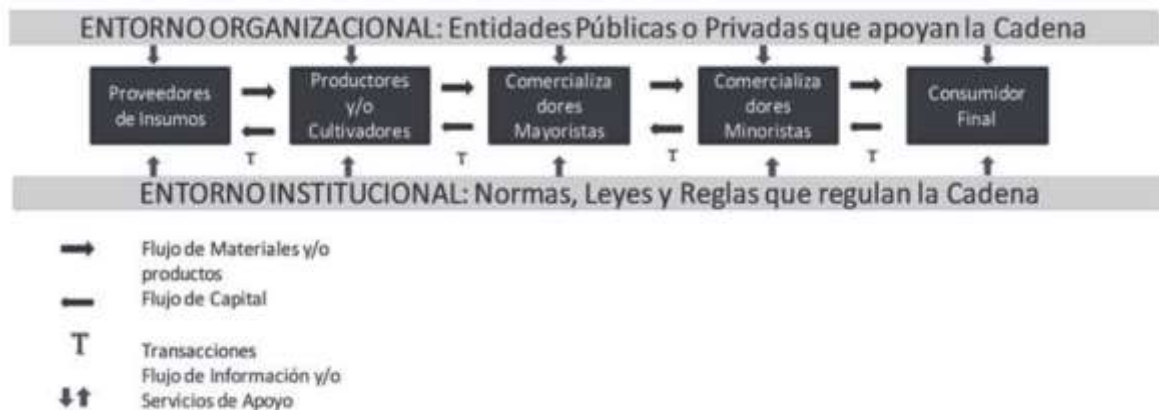 ENTORNO ORGANIZACIONAL: Entidades Públicas o Privadas que apoyan la Cadena
Proveedores
de Insumos
Productores
y/o
Cultivadores
Comercializa
dores
Mayoristas
Comercializa
dores
Minoristas
Consumidor
Final
T
T
T
T
ENTORNO INSTITUCIONAL: Normas, Leyes y Reglas que regulan la Cadena
Flujo de Materiales y/o
productos
Flujo de Capital
T
Transacciones
Flujo de Información y/o
Servicios de Apoyo